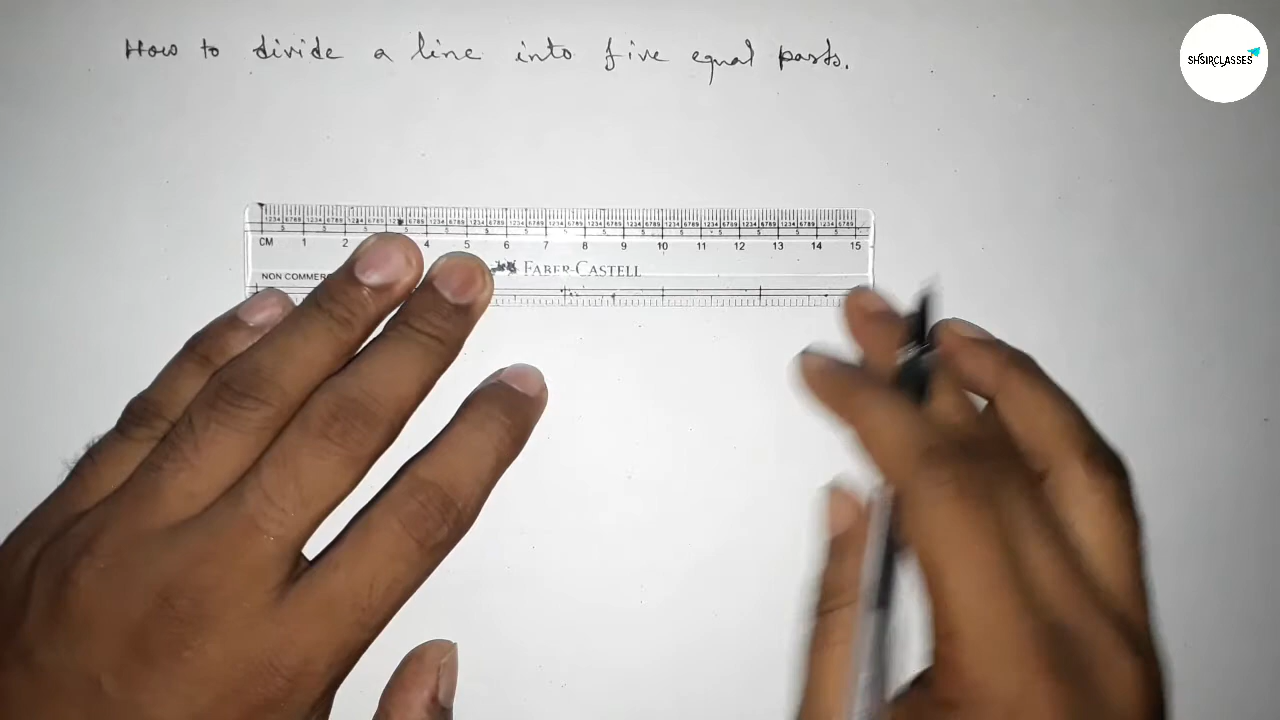 How to divide a line into five equal parts.
SHSIRCLASSES
CM 1 2 4 5 6 7 8 9 10 11 12 13 14 15
NON COMMER
FABER-CASTELL